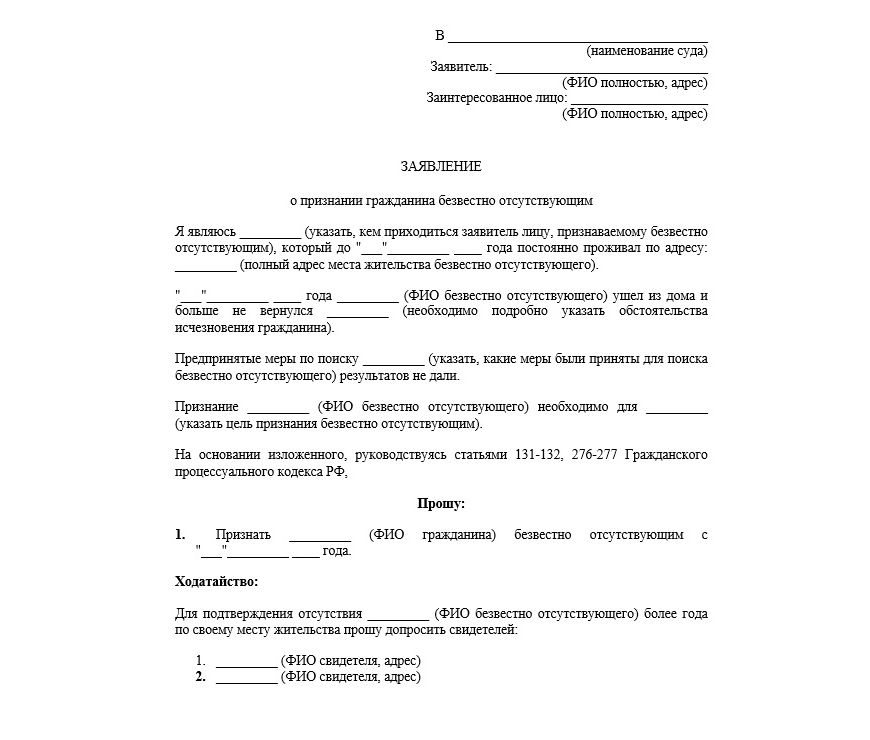 В ____________________________________
(наименование суда)
Заявитель: ______________________________
(ФИО полностью, адрес)
Заинтересованное лицо: ____________________
(ФИО полностью, адрес)
ЗАЯВЛЕНИЕ
о признании гражданина безвестно отсутствующим
Я являюсь _________ (указать, кем приходиться заявитель лицу, признаваемому безвестно
отсутствующим), который до "___"_________ ____ года постоянно проживал по адресу:
_________ (полный адрес места жительства безвестно отсутствующего).
"___"_________ ____ года _________ (ФИО безвестно отсутствующего) ушел из дома и
больше не вернулся _________ (необходимо подробно указать обстоятельства
исчезновения гражданина).
Предпринятые меры по поиску _________ (указать, какие меры были приняты для поиска
безвестно отсутствующего) результатов не дали.
Признание _________ (ФИО безвестно отсутствующего) необходимо для _________
(указать цель признания безвестно отсутствующим).
На основании изложенного, руководствуясь статьями 131-132, 276-277 Гражданского
процессуального кодекса РФ,
Прошу:
1. Признать _________ (ФИО гражданина) безвестно отсутствующим с
"___"_________ ____ года.
Ходатайство:
Для подтверждения отсутствия _________ (ФИО безвестно отсутствующего) более года
по своему месту жительства прошу допросить свидетелей:
1. _________ (ФИО свидетеля, адрес)
2. _________ (ФИО свидетеля, адрес)